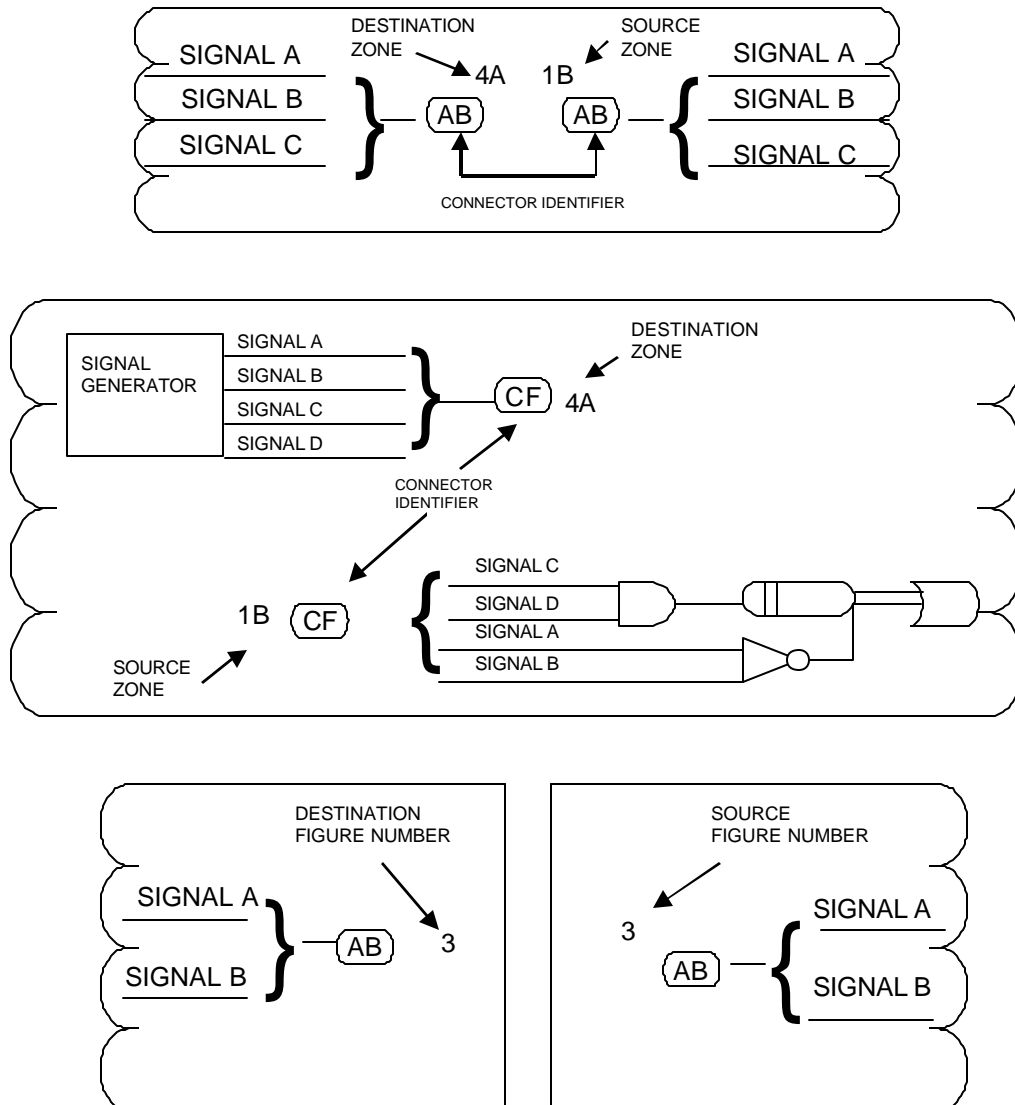 DESTINATION
ZONE
SOURCE
ZONE
SIGNAL A
4A
1B
SIGNAL A
SIGNAL B
AB
AB
SIGNAL B
SIGNAL C
SIGNAL C
CONNECTOR IDENTIFIER
SIGNAL
GENERATOR
SIGNAL A
SIGNAL B
SIGNAL C
SIGNAL D
CF
4A
DESTINATION
ZONE
CONNECTOR
IDENTIFIER
1B
CF
SOURCE
ZONE
SIGNAL C
SIGNAL D
SIGNAL A
SIGNAL B
DESTINATION
FIGURE NUMBER
SIGNAL A
SIGNAL B
AB
3
SOURCE
FIGURE NUMBER
3
AB
SIGNAL A
SIGNAL B